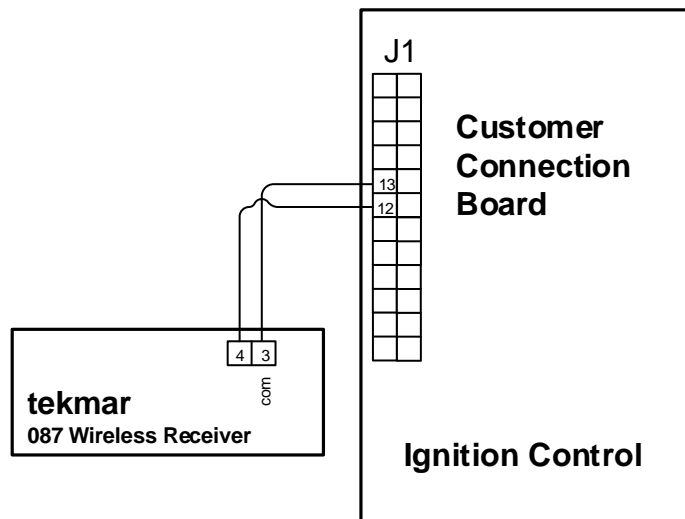 J1
Customer
Connection
Board
13
12
4 3
com
tekmar
087 Wireless Receiver
Ignition Control